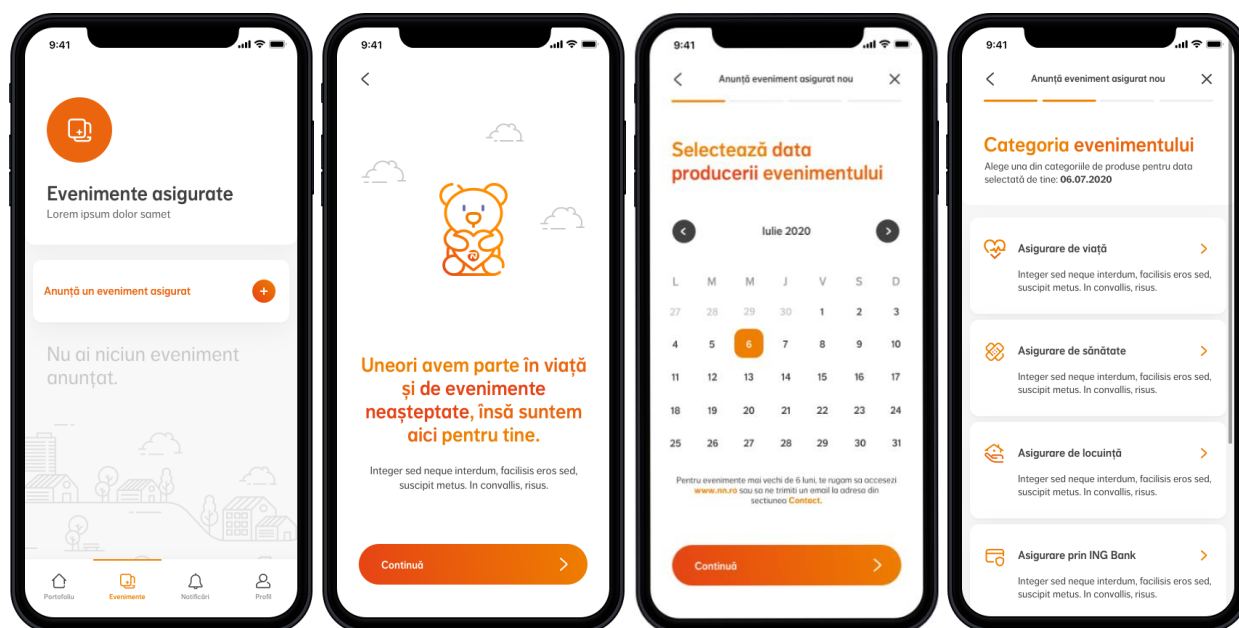 9:41
Evenimente asigurate
Lorem ipsum dolor samet
Anunță un eveniment asigurat
Nu ai niciun eveniment
anunțat.
Portofoliu
Evenimente
Notificări
Profil
9:41
Uneori avem parte în viață
și de evenimente
neașteptate, însă suntem
aici pentru tine.
Integer sed neque interdum, facilisis eros sed,
suscipit metus. In convallis, risus.
Continuă
9:41
Anunță eveniment asigurat nou
Selectează data
producerii evenimentului
Iulie 2020
L M M J V S D
27 28 29 30 1 2 3
4 5 6 7 8 9 10
11 12 13 14 15 16 17
18 19 20 21 22 23 24
25 26 27 28 29 30 31
Pentru evenimente mai vechi de 6 luni, te rugam sa accesezi
www.nn.ro sau sa ne trimiti un email la adresa din
sectiunea Contact.
Continuă
9:41
Anunță eveniment asigurat nou
Categoria evenimentului
Alege una din categoriile de produse pentru data
selectată de tine: 06.07.2020
Asigurare de viață
Integer sed neque interdum, facilisis eros sed,
suscipit metus. In convallis, risus.
Asigurare de sănătate
Integer sed neque interdum, facilisis eros sed,
suscipit metus. In convallis, risus.
Asigurare de locuință
Integer sed neque interdum, facilisis eros sed,
suscipit metus. In convallis, risus.
Asigurare prin ING Bank
Integer sed neque interdum, facilisis eros sed,
suscipit metus. In convallis, risus.